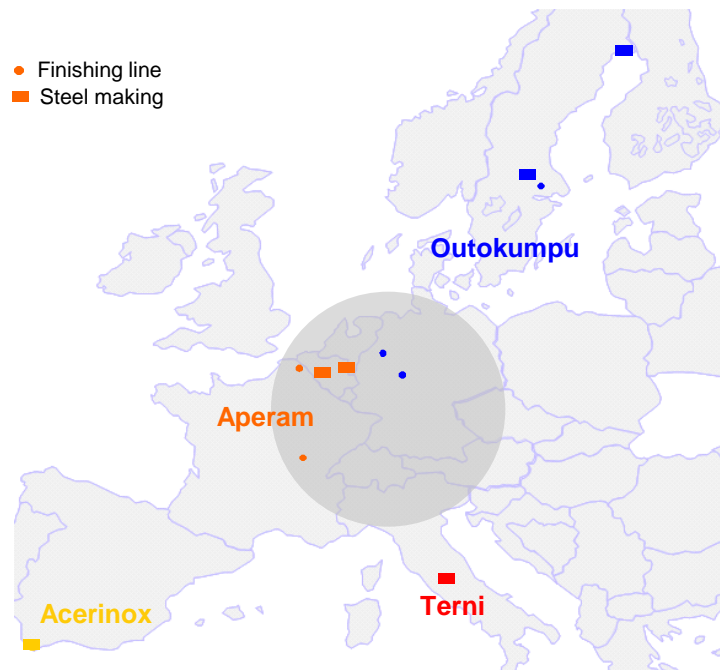 Finishing line
Steel making
Outokumpu
Aperam
Terni
Acerinox